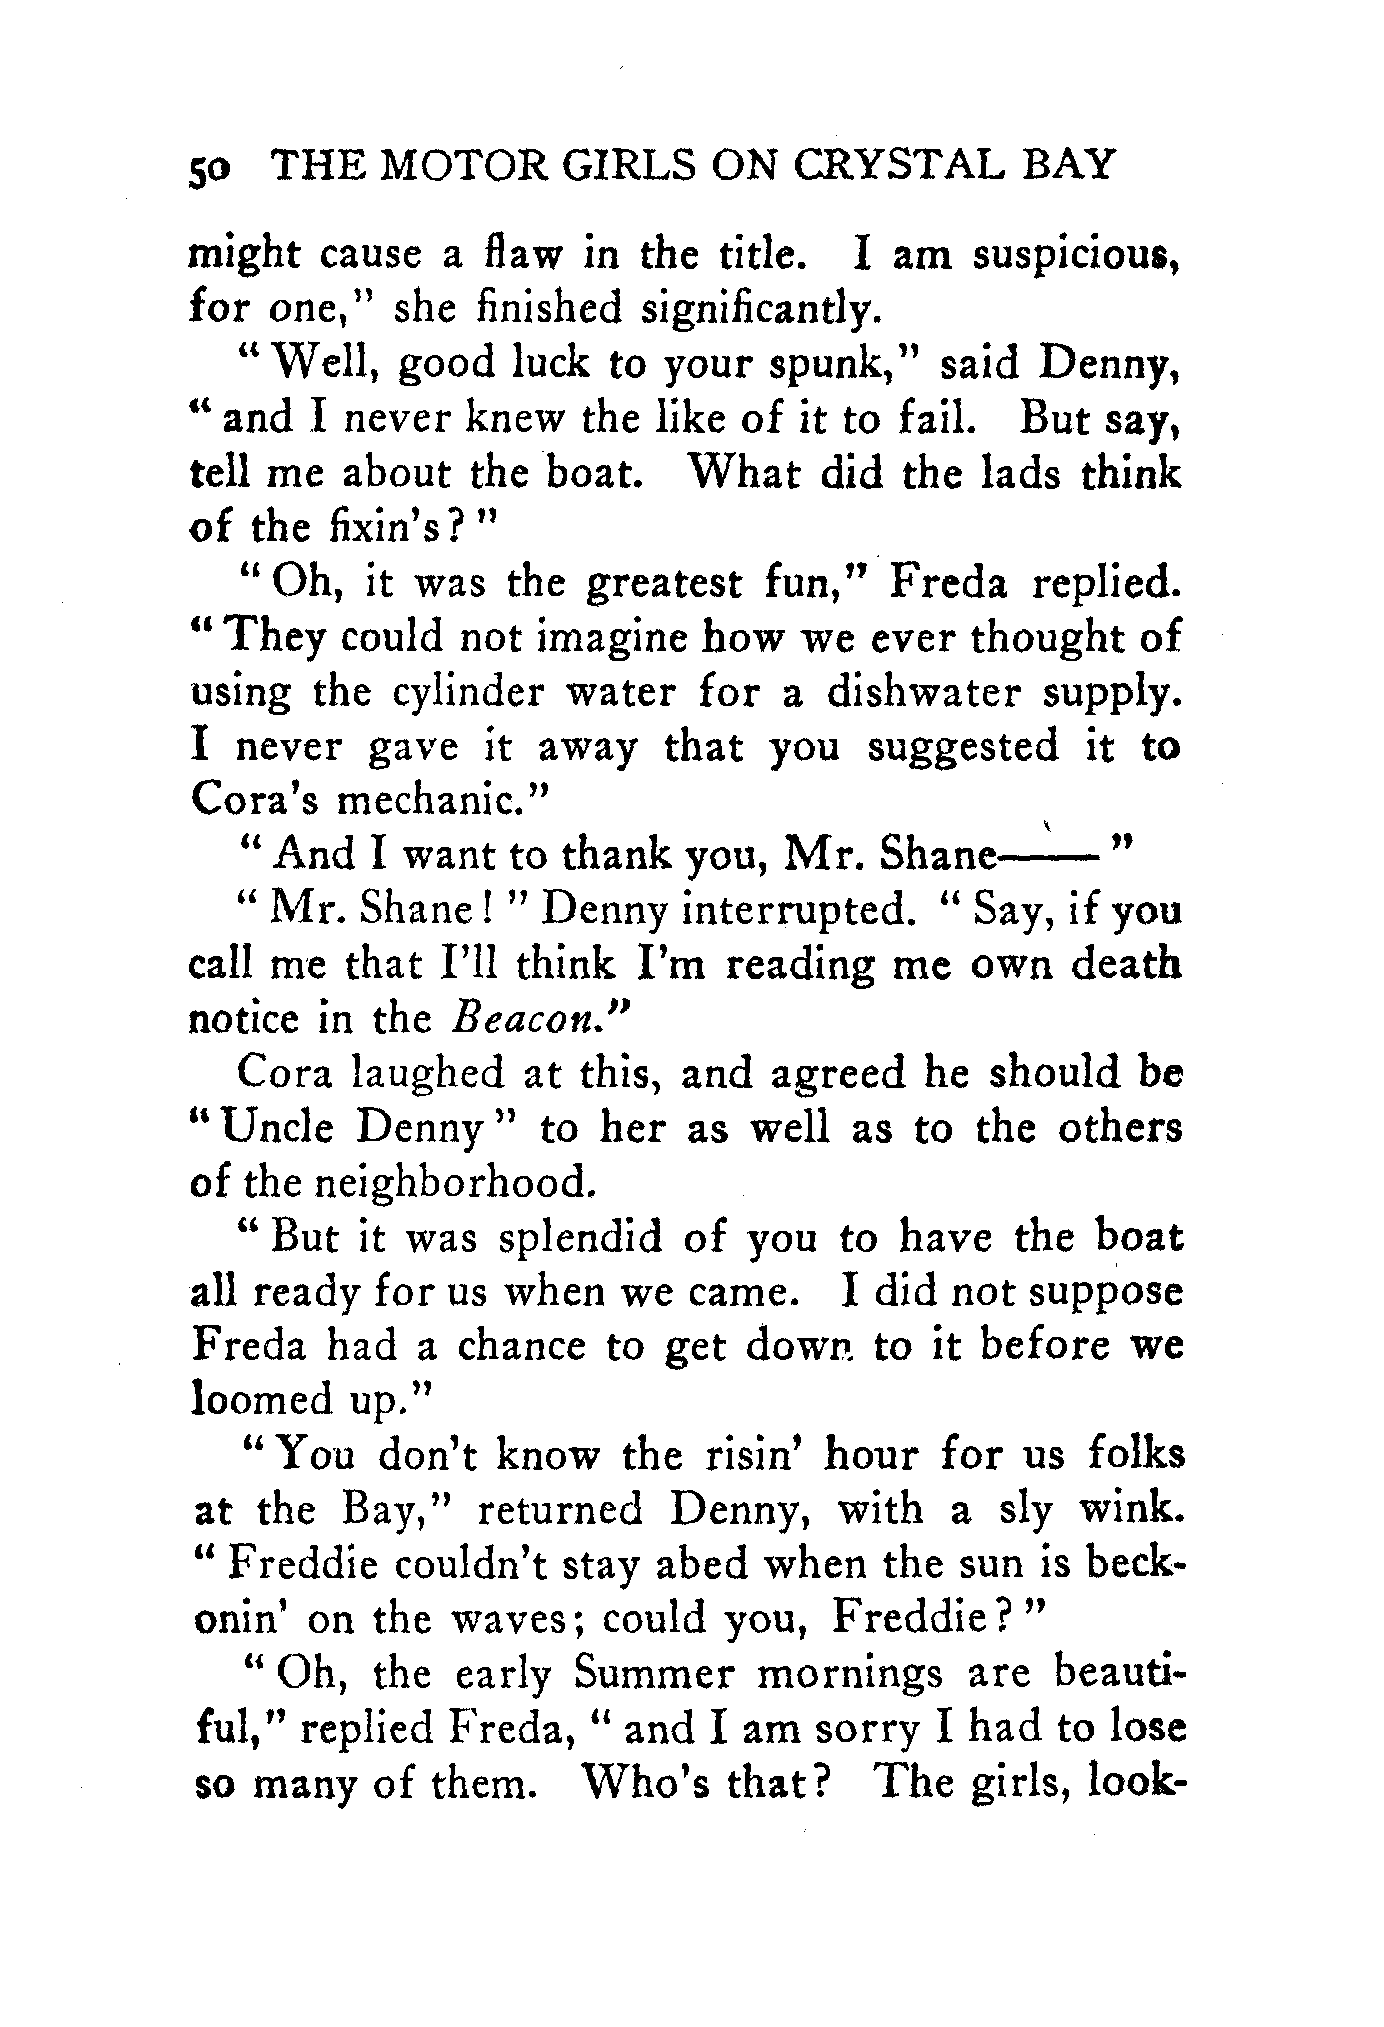 50 THE MOTOR GIRLS ON CRYSTAL BAY
might cause a flaw in the title. I am suspicious,
for one," she finished significantly.
"Well, good luck to your spunk," said Denny,
"and I never knew the like of it to fail. But say,
tell me about the boat. What did the lads think
of the fixin's?"
"Oh, it was the greatest fun," Freda replied.
"They could not imagine how we ever thought of
using the cylinder water for a dishwater supply.
I never gave it away that you suggested it to
Cora's mechanic."
"And I want to thank you, Mr. Shane—— "
"Mr. Shane!" Denny interrupted. "Say, if you
call me that I'll think I'm reading me own death
notice in the Beacon."
Cora laughed at this, and agreed he should be
"Uncle Denny" to her as well as to the others
of the neighborhood.
"But it was splendid of you to have the boat
all ready for us when we came. I did not suppose
Freda had a chance to get down to it before we
loomed up."
"You don't know the risin' hour for us folks
at the Bay," returned Denny, with a sly wink.
"Freddie couldn't stay abed when the sun is beck-
onin' on the waves; could you, Freddie?"
"Oh, the early Summer mornings are beauti-
ful," replied Freda, "and I am sorry I had to lose
so many of them. Who's that? The girls, look-